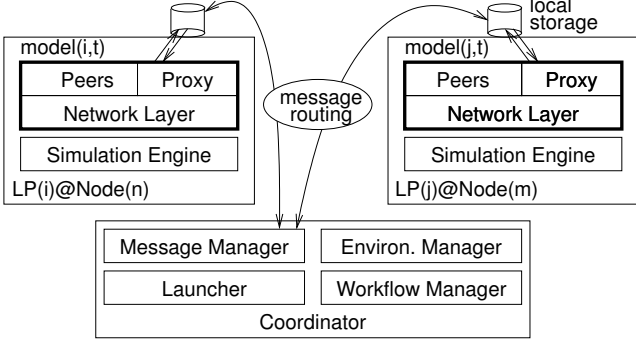 local
storage
model(i,t)
model(j,t)
Peers
Proxy
Network Layer
Simulation Engine
LP(i)@Node(n)
message
routing
Peers
Proxy
Network Layer
Simulation Engine
LP(j)@Node(m)
Message Manager
Environ. Manager
Launcher
Workflow Manager
Coordinator